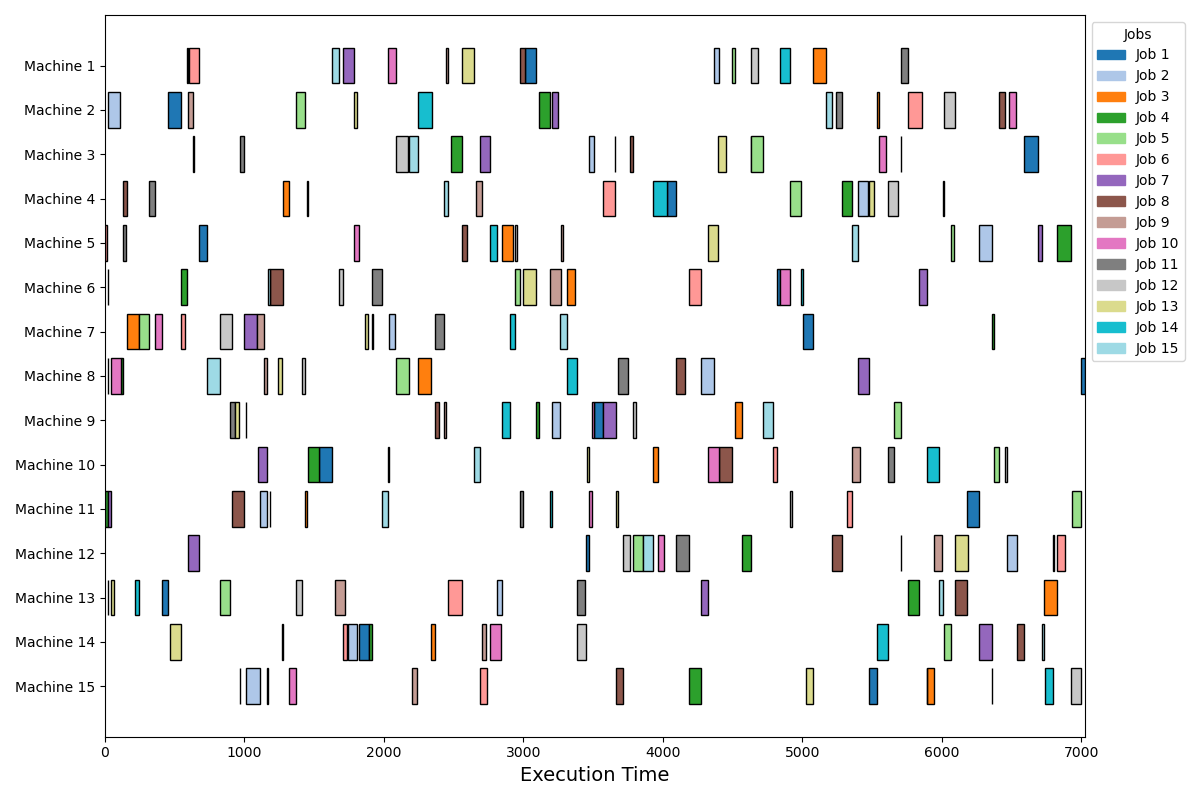 Machine 1
Machine 2
Machine 3
Machine 4
Machine 5
Machine 6
Machine 7
Machine 8
Machine 9
Machine 10
Machine 11
Machine 12
Machine 13
Machine 14
Machine 15
0 1000 2000 3000 4000 5000 6000 7000
Execution Time
Jobs
Job 1
Job 2
Job 3
Job 4
Job 5
Job 6
Job 7
Job 8
Job 9
Job 10
Job 11
Job 12
Job 13
Job 14
Job 15